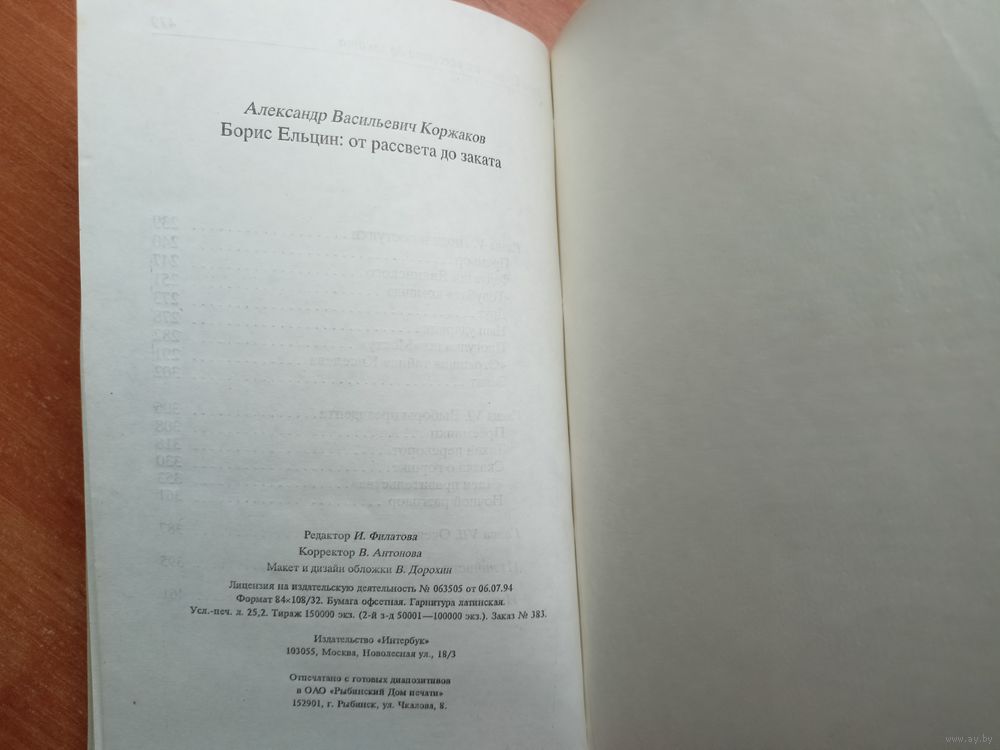 Александр Васильевич Коржаков
Борис Ельцин: от рассвета до заката
Редактор И. Филатова
Корректор В. Антонова
Макет и дизайн обложки В. Дорохин
Лицензия на издательскую деятельность № 063505 от 06.07.94
Формат 84×108/32. Бумага офсетная. Гарнитура латинская.
Усл.-печ. л. 25,2. Тираж 150000 экз. (2-й з-д 50001—100000 экз.). Заказ № 383.
Издательство «Интербук»
103055, Москва, Новолесная ул., 18/3
Отпечатано с готовых диапозитивов
в ОАО «Рыбинский Дом печати»
152901, г. Рыбинск, ул. Чкалова, 8.
www.ay.by